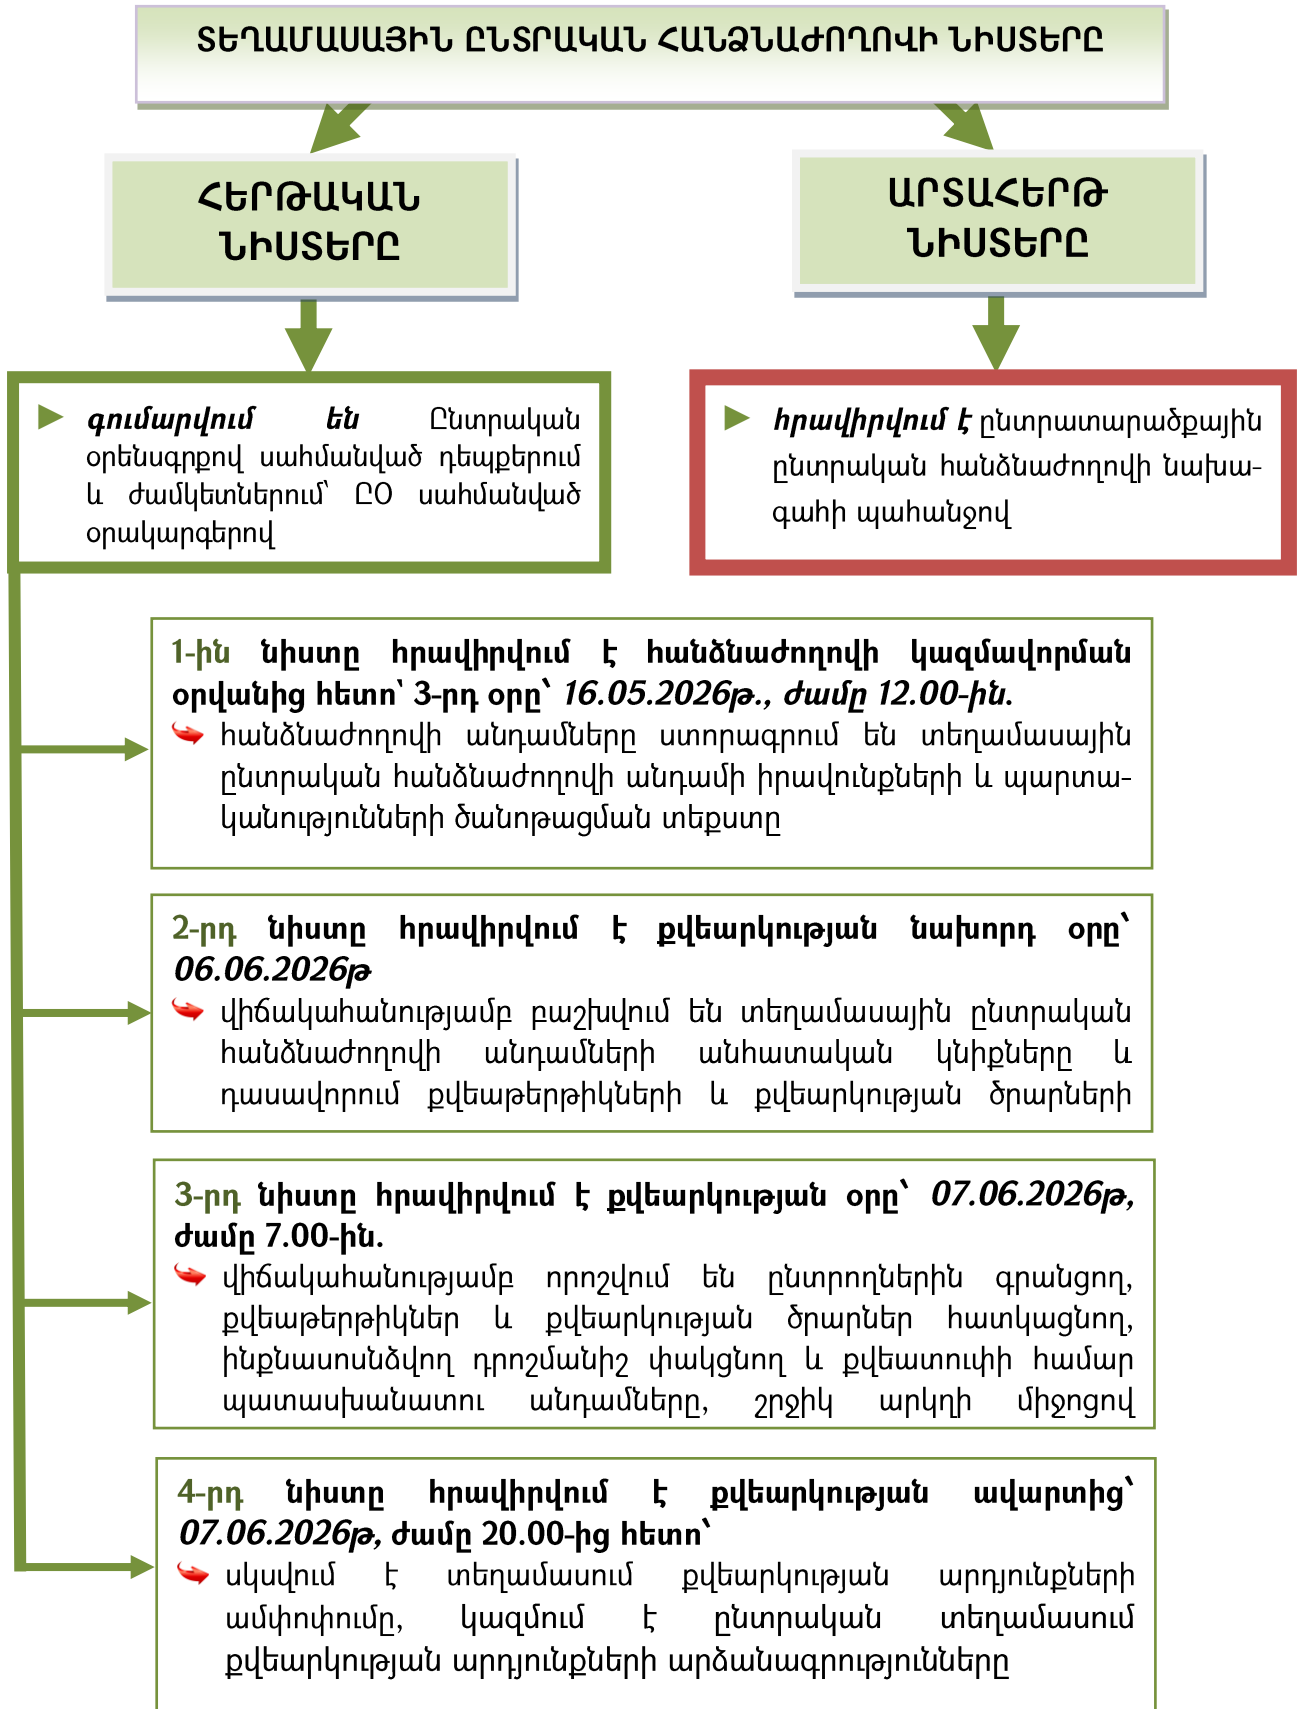 ՏԵՂԱՄԱՍԱՅԻՆ ԸՆՏՐԱԿԱՆ ՀԱՆՁՆԱԺՈՂՈՎԻ ՆԻՍՏԵՐԸ
ՀԵՐԹԱԿԱՆ
ՆԻՍՏԵՐԸ
ԱՐՏԱՀԵՐԹ
ՆԻՍՏԵՐԸ
գումարվում են Ընտրական
օրենսգրքով սահմանված դեպքերում
և ժամկետներում՝ ԸՕ սահմանված
օրակարգերով
հրավիրվում է ընտրատարածքային
ընտրական հանձնաժողովի նախա-
գահի պահանջով
1-ին նիստը հրավիրվում է հանձնաժողովի կազմավորման
օրվանից հետո՝ 3-րդ օրը՝ 16.05.2026թ., ժամը 12.00-ին.
հանձնաժողովի անդամները ստորագրում են տեղամասային
ընտրական հանձնաժողովի անդամի իրավունքների և պարտա-
կանությունների ծանոթացման տեքստը
2-րդ նիստը հրավիրվում է քվեարկության նախորդ օրը՝
06.06.2026թ
վիճակահանությամբ բաշխվում են տեղամասային ընտրական
հանձնաժողովի անդամների անհատական կնիքները և
դասավորում քվեաթերթիկների և քվեարկության ծրարների
3-րդ նիստը հրավիրվում է քվեարկության օրը՝ 07.06.2026թ,
ժամը 7.00-ին.
վիճակահանությամբ որոշվում են ընտրողներին գրանցող,
քվեաթերթիկներ և քվեարկության ծրարներ հատկացնող,
ինքնասոսնձվող դրոշմանիշ փակցնող և քվեատուփի համար
պատասխանատու անդամները, շրջիկ արկղի միջոցով
4-րդ նիստը հրավիրվում է քվեարկության ավարտից՝
07.06.2026թ, ժամը 20.00-ից հետո՝
սկսվում է տեղամասում քվեարկության արդյունքների
ամփոփումը, կազմում է ընտրական տեղամասում
քվեարկության արդյունքների արձանագրությունները